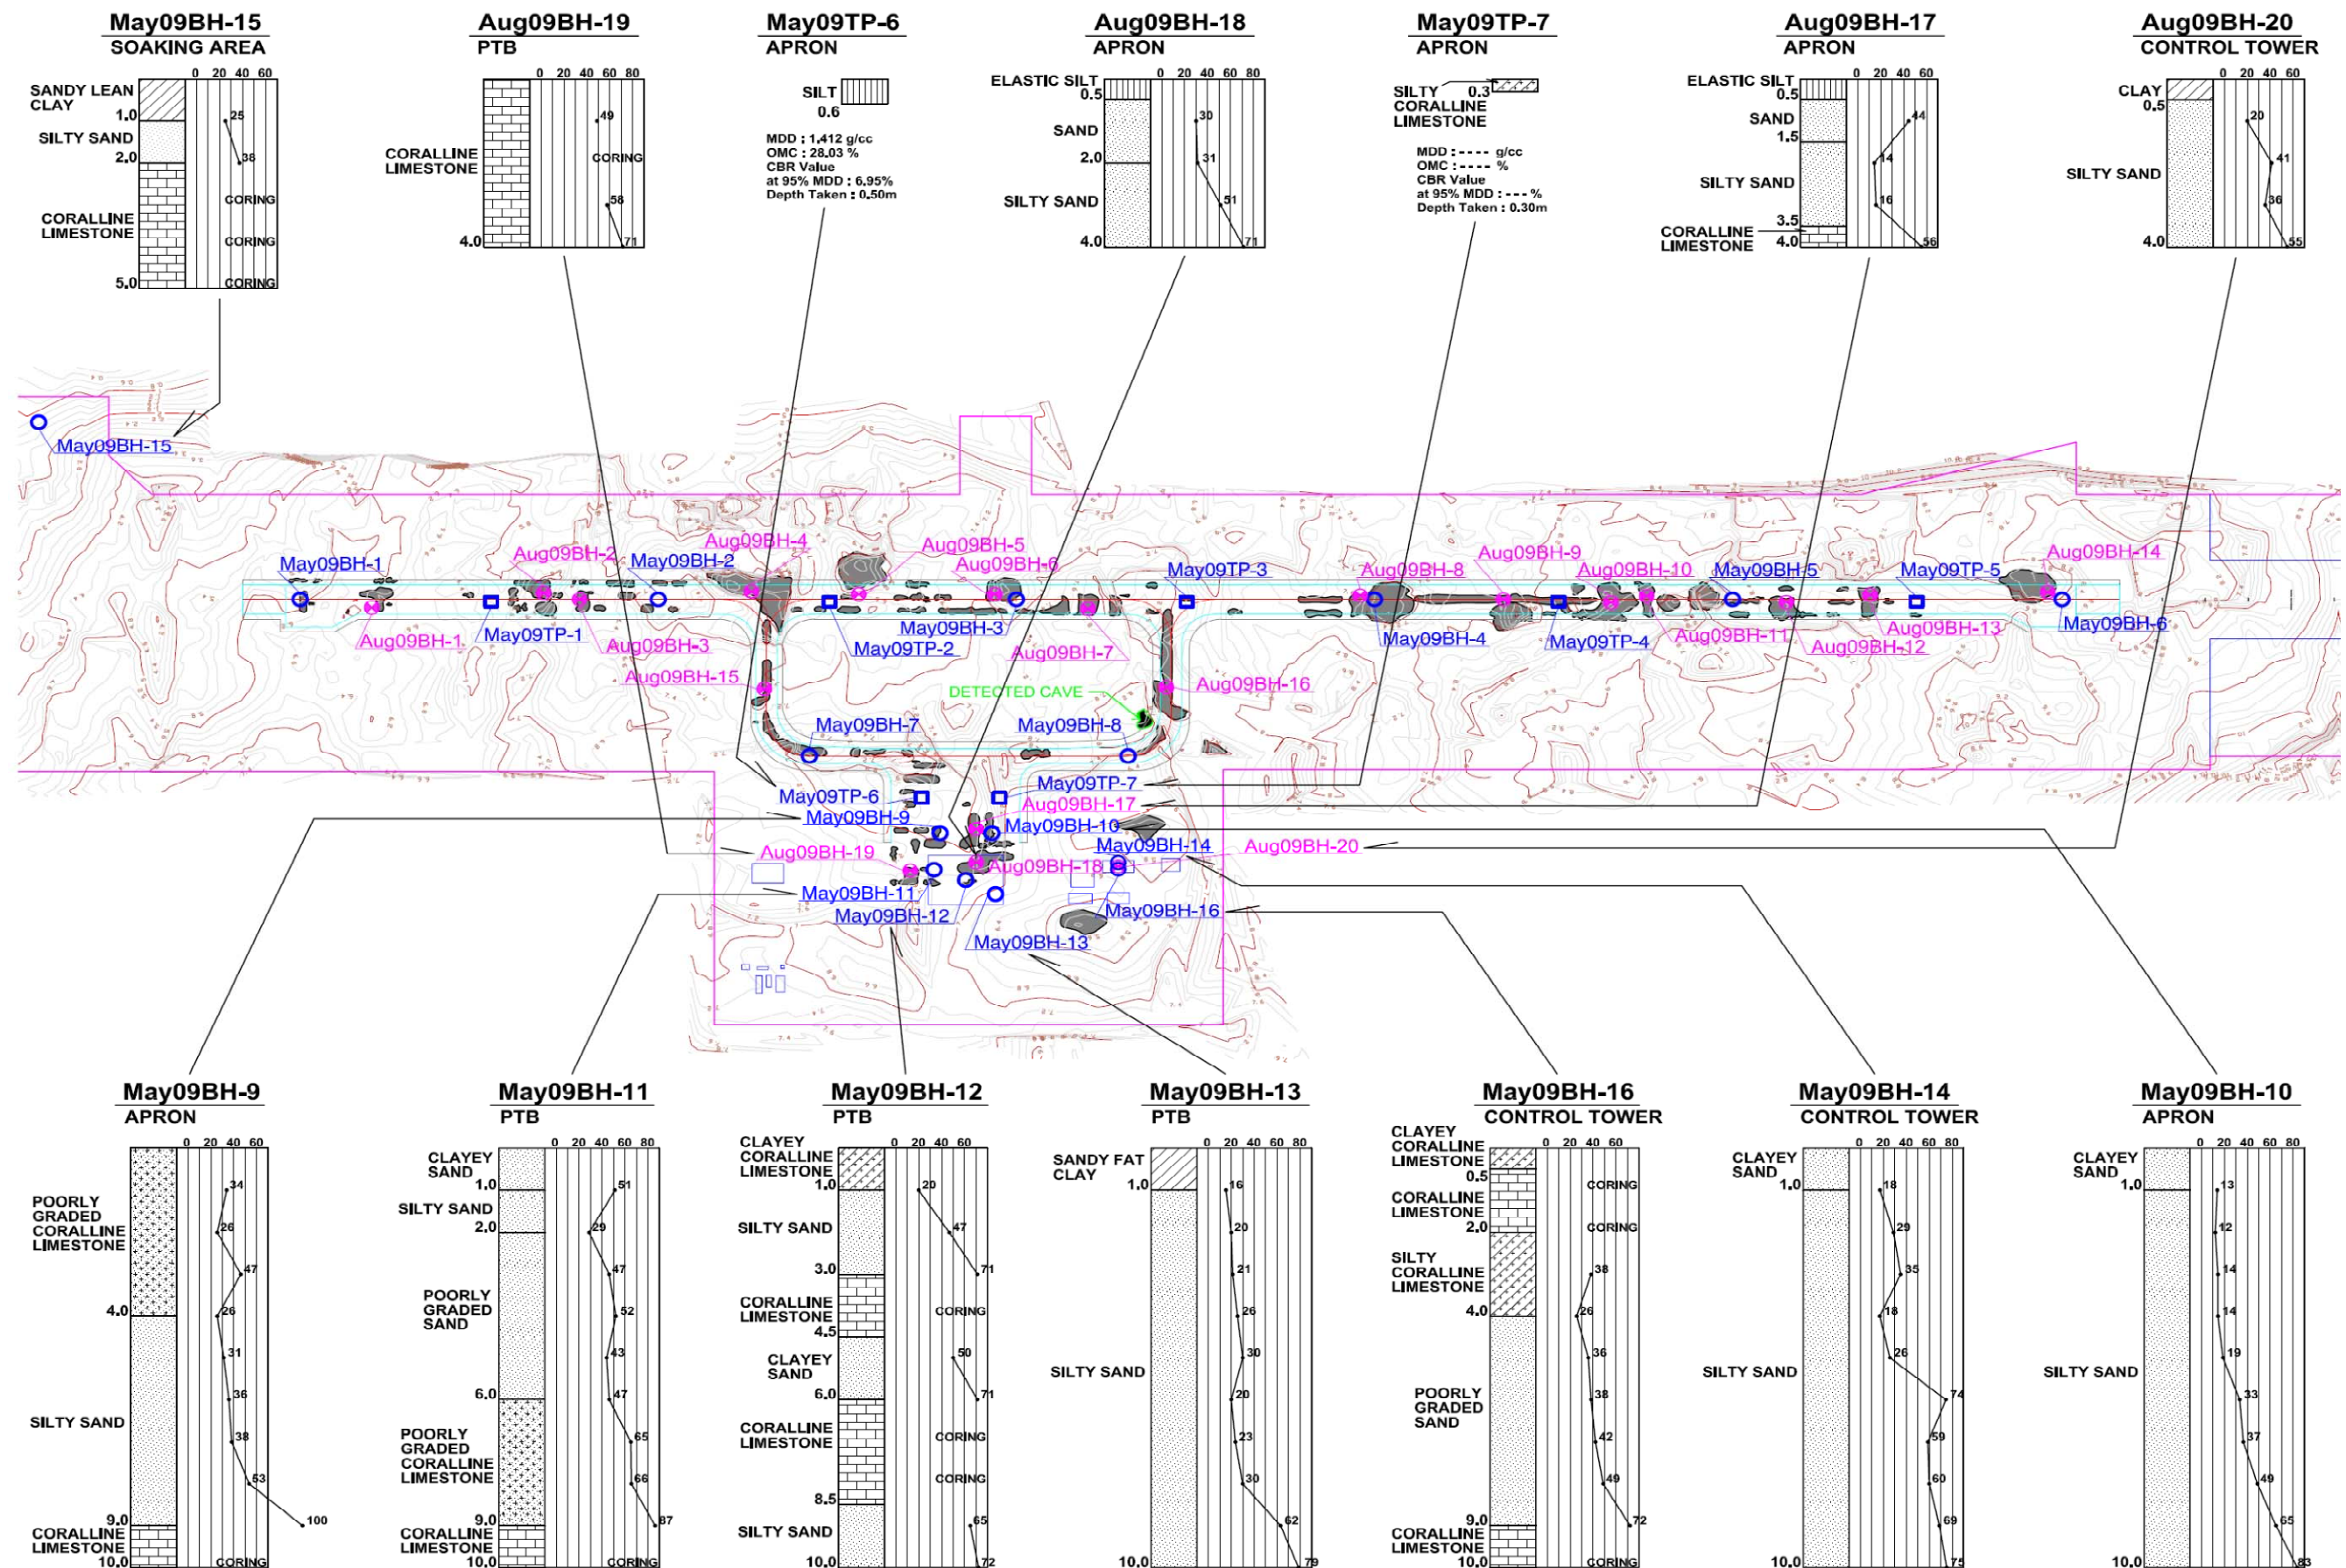 May09BH-15
SOAKING AREA
0 20 40 60
SANDY LEAN
CLAY
1.0
25
SILTY SAND
2.0
38
CORING
CORALLINE
LIMESTONE
CORING
5.0
CORING
Aug09BH-19
PTB
0 20 40 60 80
49
CORALLINE
LIMESTONE
CORING
58
4.0
71
May09TP-6
APRON
SILT
0.6
MDD : 1.412 g/cc
OMC : 28.03 %
CBR Value
at 95% MDD : 6.95%
Depth Taken : 0.50m
Aug09BH-18
APRON
0 20 40 60 80
ELASTIC SILT
0.5
30
SAND
2.0
31
SILTY SAND
51
4.0
71
May09TP-7
APRON
SILTY
0.3
CORALLINE
LIMESTONE
MDD : ---- g/cc
OMC : ---- %
CBR Value
at 95% MDD : --- %
Depth Taken : 0.30m
Aug09BH-17
APRON
0 20 40 60
ELASTIC SILT
0.5
SAND
44
1.5
14
SILTY SAND
16
3.5
CORALLINE
LIMESTONE
4.0
56
Aug09BH-20
CONTROL TOWER
0 20 40 60
CLAY
0.5
20
41
SILTY SAND
36
4.0
55
May09BH-15
May09BH-1
Aug09BH-2
May09BH-2
Aug09BH-4
Aug09BH-5
Aug09BH-6
May09TP-3
Aug09BH-8
Aug09BH-9
Aug09BH-10
May09BH-5
May09TP-5
Aug09BH-14
Aug09BH-1
May09TP-1
Aug09BH-3
May09TP-2
May09BH-3
Aug09BH-7
May09BH-4
May09TP-4
Aug09BH-11
Aug09BH-12
Aug09BH-13
May09BH-6
Aug09BH-15
DETECTED CAVE
Aug09BH-16
May09BH-7
May09BH-8
May09TP-6
May09TP-7
May09BH-9
Aug09BH-17
May09BH-10
Aug09BH-19
May09BH-14
Aug09BH-20
Aug09BH-18
May09BH-11
May09BH-12
May09BH-16
May09BH-13
May09BH-9
APRON
0 20 40 60
34
POORLY
GRADED
CORALLINE
LIMESTONE
26
47
4.0
26
31
36
SILTY SAND
38
53
9.0
100
CORALLINE
LIMESTONE
10.0
CORING
May09BH-11
PTB
0 20 40 60 80
CLAYEY
SAND
1.0
51
SILTY SAND
2.0
29
47
POORLY
GRADED
SAND
52
43
6.0
47
POORLY
GRADED
CORALLINE
LIMESTONE
65
66
9.0
87
CORALLINE
LIMESTONE
10.0
CORING
May09BH-12
PTB
0 20 40 60
CLAYEY
CORALLINE
LIMESTONE
1.0
20
SILTY SAND
47
3.0
71
CORALLINE
LIMESTONE
CORING
4.5
CLAYEY
SAND
50
6.0
71
CORALLINE
LIMESTONE
CORING
CORING
8.5
SILTY SAND
65
10.0
72
May09BH-13
PTB
0 20 40 60 80
SANDY FAT
CLAY
1.0
16
20
21
26
SILTY SAND
30
20
23
30
62
10.0
79
May09BH-16
CONTROL TOWER
0 20 40 60
CLAYEY
CORALLINE
LIMESTONE
0.5
CORING
CORALLINE
LIMESTONE
2.0
CORING
SILTY
CORALLINE
LIMESTONE
38
4.0
26
36
POORLY
GRADED
SAND
38
42
49
9.0
72
CORALLINE
LIMESTONE
10.0
CORING
May09BH-14
CONTROL TOWER
0 20 40 60 80
CLAYEY
SAND
1.0
18
29
35
18
SILTY SAND
26
74
59
60
69
10.0
75
May09BH-10
APRON
0 20 40 60 80
CLAYEY
SAND
1.0
13
12
14
14
SILTY SAND
19
33
37
49
65
10.0
83